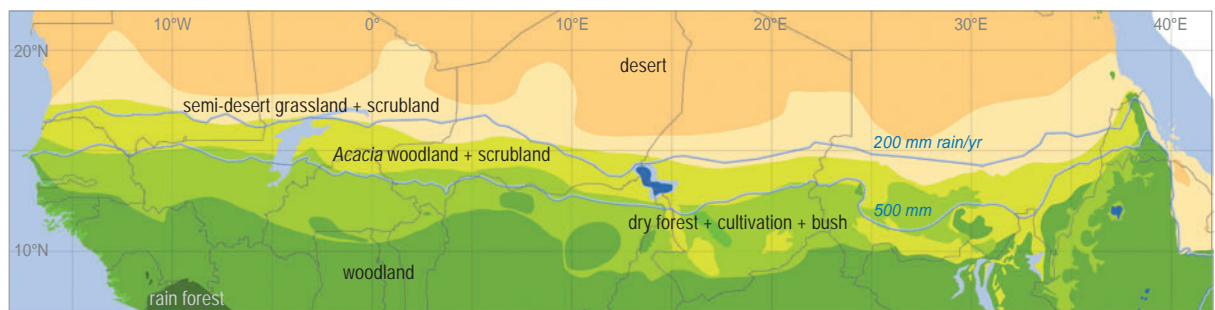 10°W 0° 10°E 20°E 30°E 40°E
20°N
desert
semi-desert grassland + scrubland
200 mm rain/yr
Acacia woodland + scrubland
500 mm
dry forest + cultivation + bush
10°N
woodland
rain forest